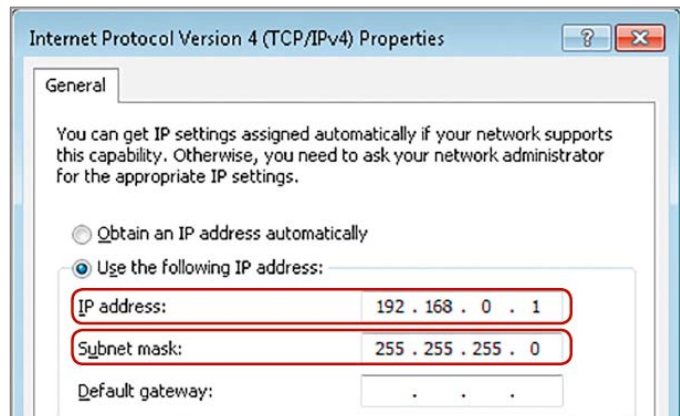 Internet Protocol Version 4 (TCP/IPv4) Properties
General
You can get IP settings assigned automatically if your network supports
this capability. Otherwise, you need to ask your network administrator
for the appropriate IP settings.
Obtain an IP address automatically
Use the following IP address:
IP address: 192 . 168 . 0 . 1
Subnet mask: 255 . 255 . 255 . 0
Default gateway: . . .